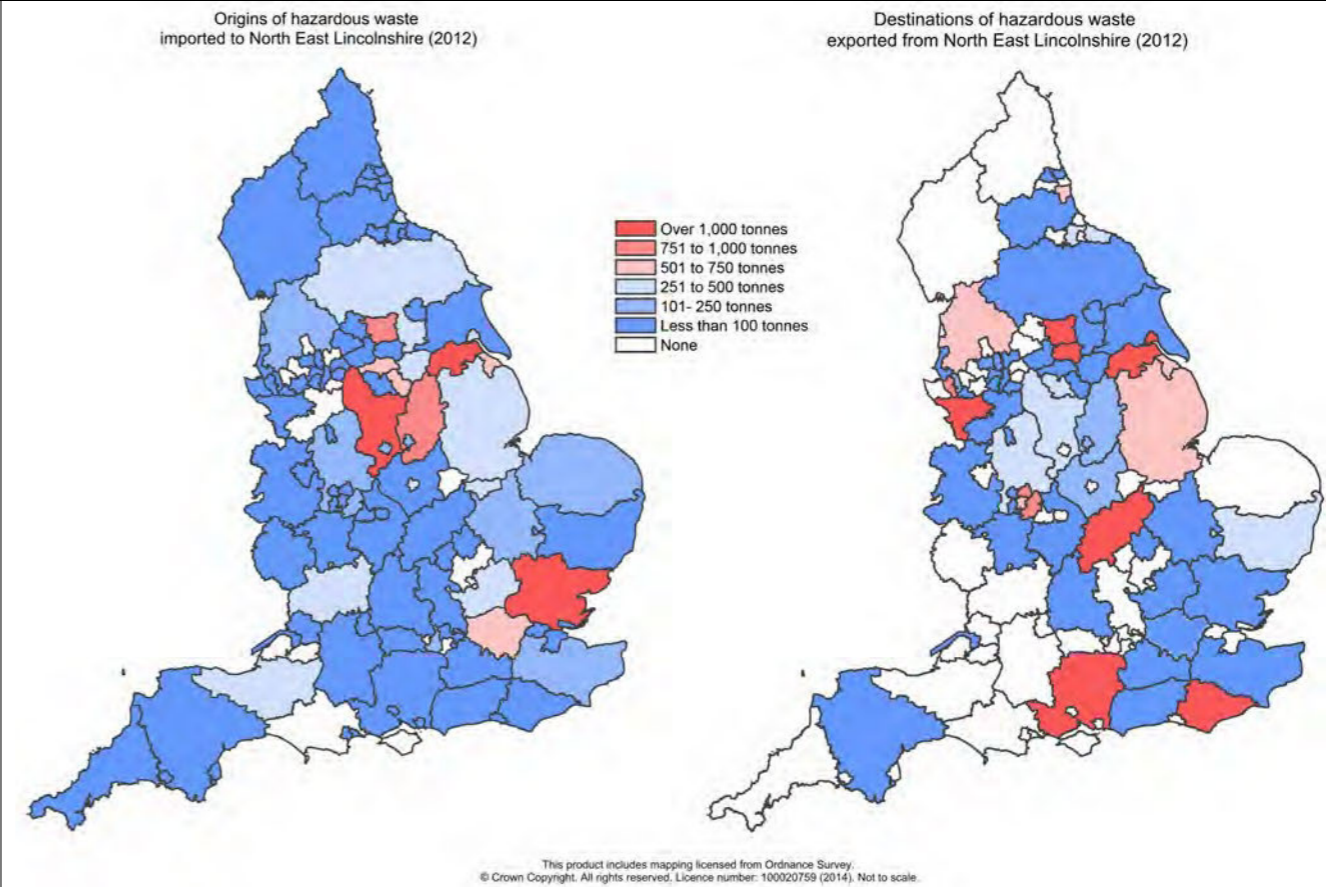 Origins of hazardous waste
imported to North East Lincolnshire (2012)
Destinations of hazardous waste
exported from North East Lincolnshire (2012)
Over 1,000 tonnes
751 to 1,000 tonnes
501 to 750 tonnes
251 to 500 tonnes
101- 250 tonnes
Less than 100 tonnes
None
This product includes mapping licensed from Ordnance Survey.
© Crown Copyright. All rights reserved. Licence number: 100020759 (2014). Not to scale.